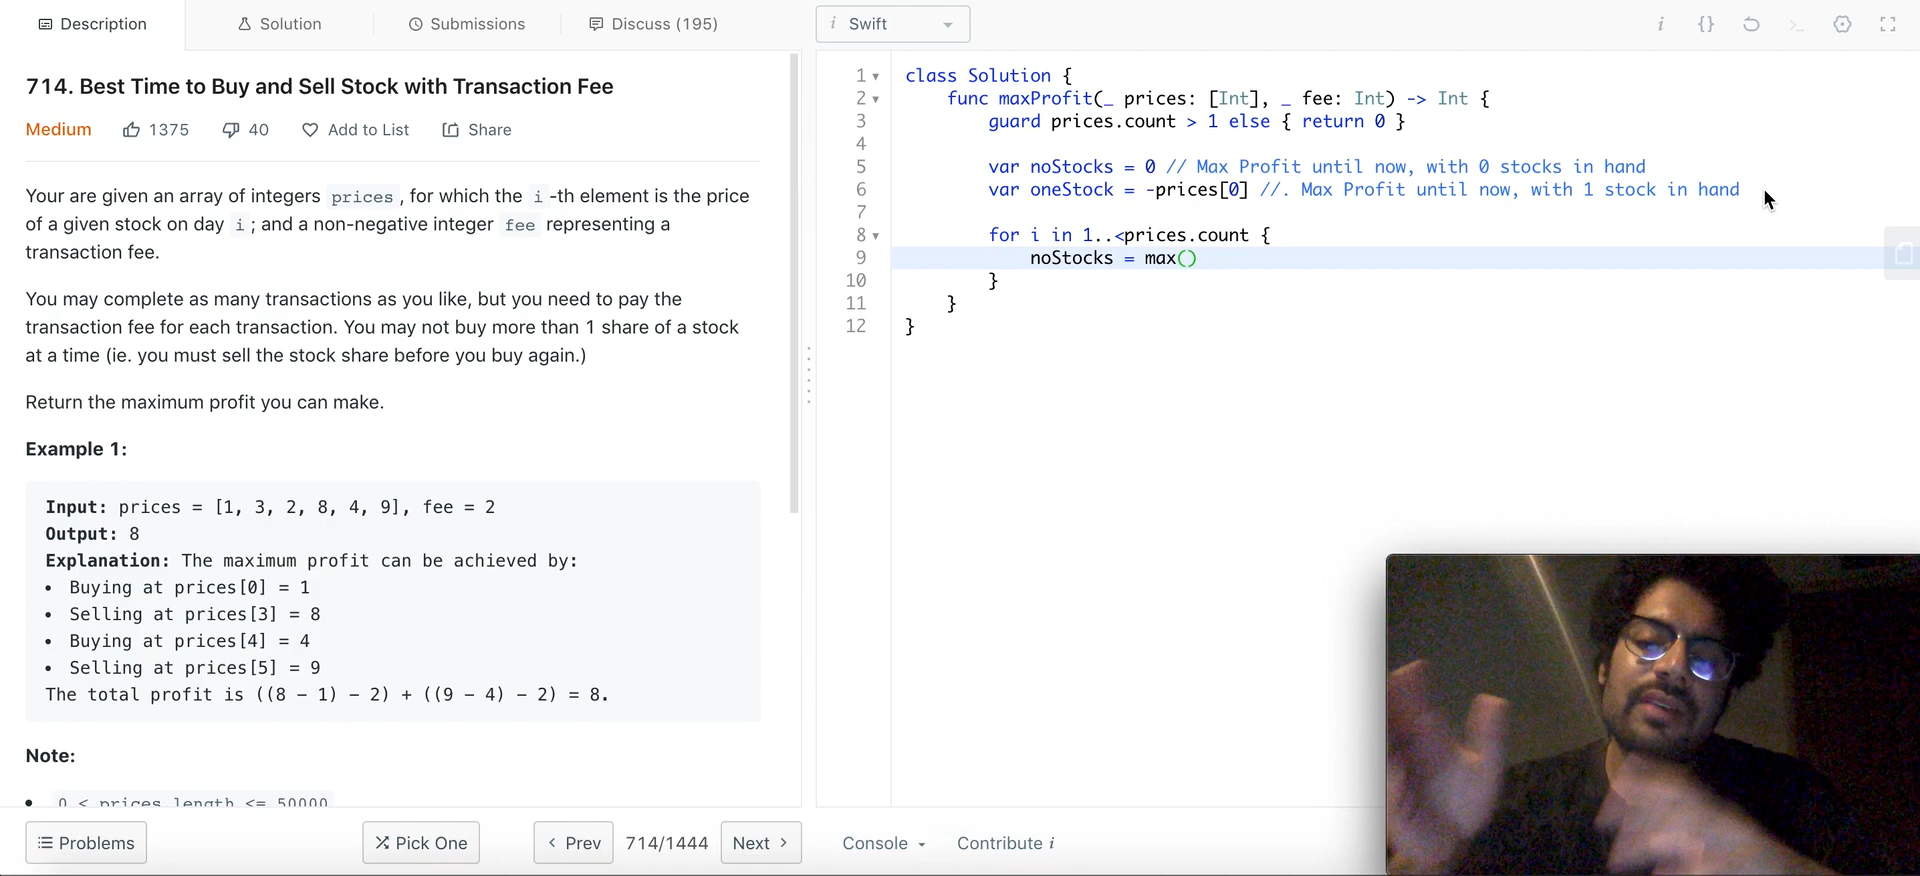 Description
Solution
Submissions
Discuss (195)
i Swift
i {} >_
714. Best Time to Buy and Sell Stock with Transaction Fee
Medium 1375 40 Add to List Share
Your are given an array of integers prices, for which the i -th element is the price
of a given stock on day i; and a non-negative integer fee representing a
transaction fee.
You may complete as many transactions as you like, but you need to pay the
transaction fee for each transaction. You may not buy more than 1 share of a stock
at a time (ie. you must sell the stock share before you buy again.)
Return the maximum profit you can make.
Example 1:
Input: prices = [1, 3, 2, 8, 4, 9], fee = 2
Output: 8
Explanation: The maximum profit can be achieved by:
• Buying at prices[0] = 1
• Selling at prices[3] = 8
• Buying at prices[4] = 4
• Selling at prices[5] = 9
The total profit is ((8 - 1) - 2) + ((9 - 4) - 2) = 8.
Note:
• 0 < prices.length <= 50000
1 class Solution {
2 func maxProfit(_ prices: [Int], _ fee: Int) -> Int {
3 guard prices.count > 1 else { return 0 }
4
5 var noStocks = 0 // Max Profit until now, with 0 stocks in hand
6 var oneStock = -prices[0] //. Max Profit until now, with 1 stock in hand
7
8 for i in 1..<prices.count {
9 noStocks = max()
10 }
11 }
12 }
Problems
Pick One
< Prev
714/1444
Next >
Console
Contribute i